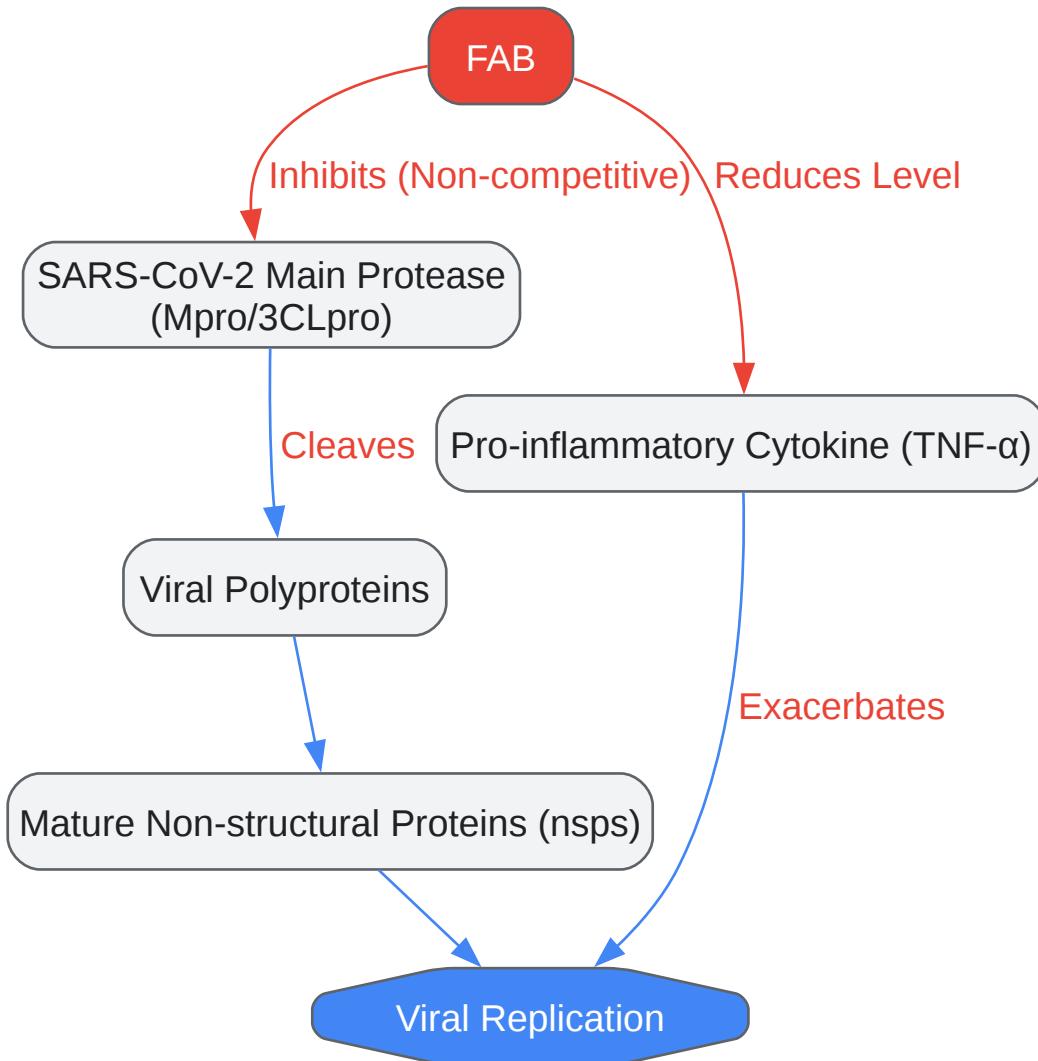 FAB
Inhibits (Non-competitive)
Reduces Level
SARS-CoV-2 Main Protease
(Mpro/3CLpro)
Cleaves
Pro-inflammatory Cytokine (TNF-α)
Viral Polyproteins
Exacerbates
Mature Non-structural Proteins (nsps)
Viral Replication